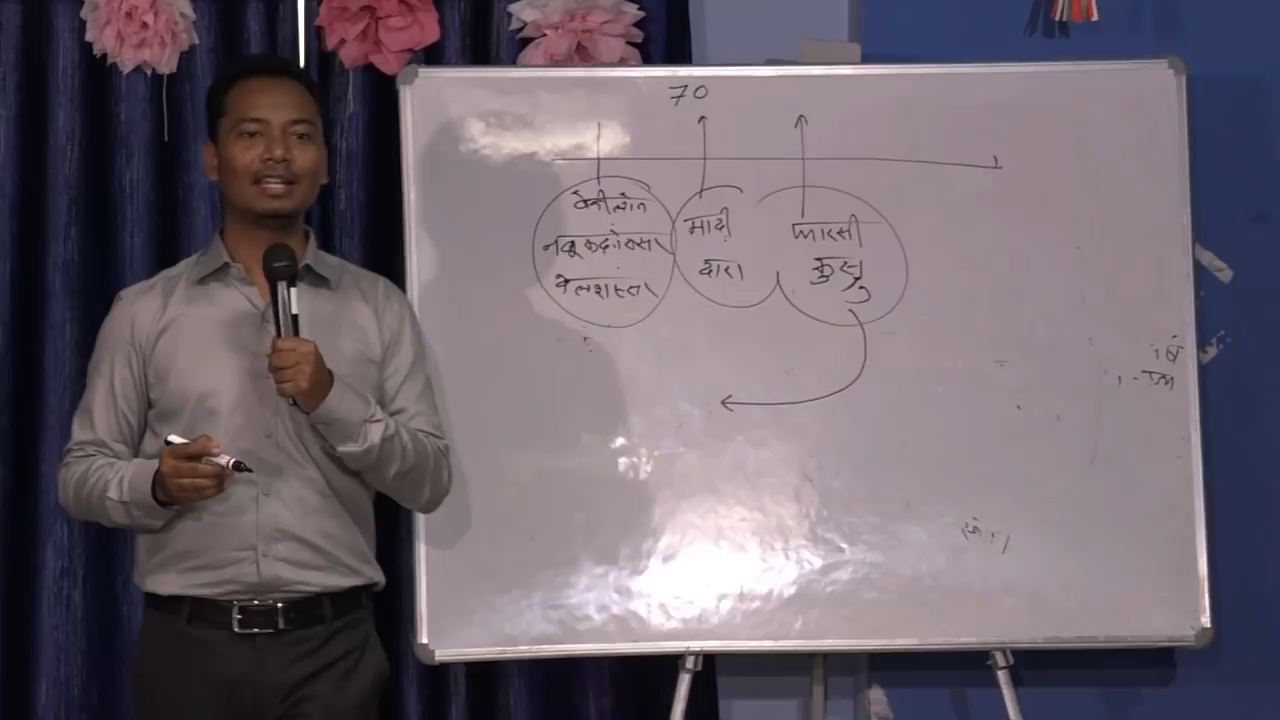 70
बेबीलोन
नबूकदनेस्सर
बेलशस्सर
मादी
दारा
फारसी
कुस्रू